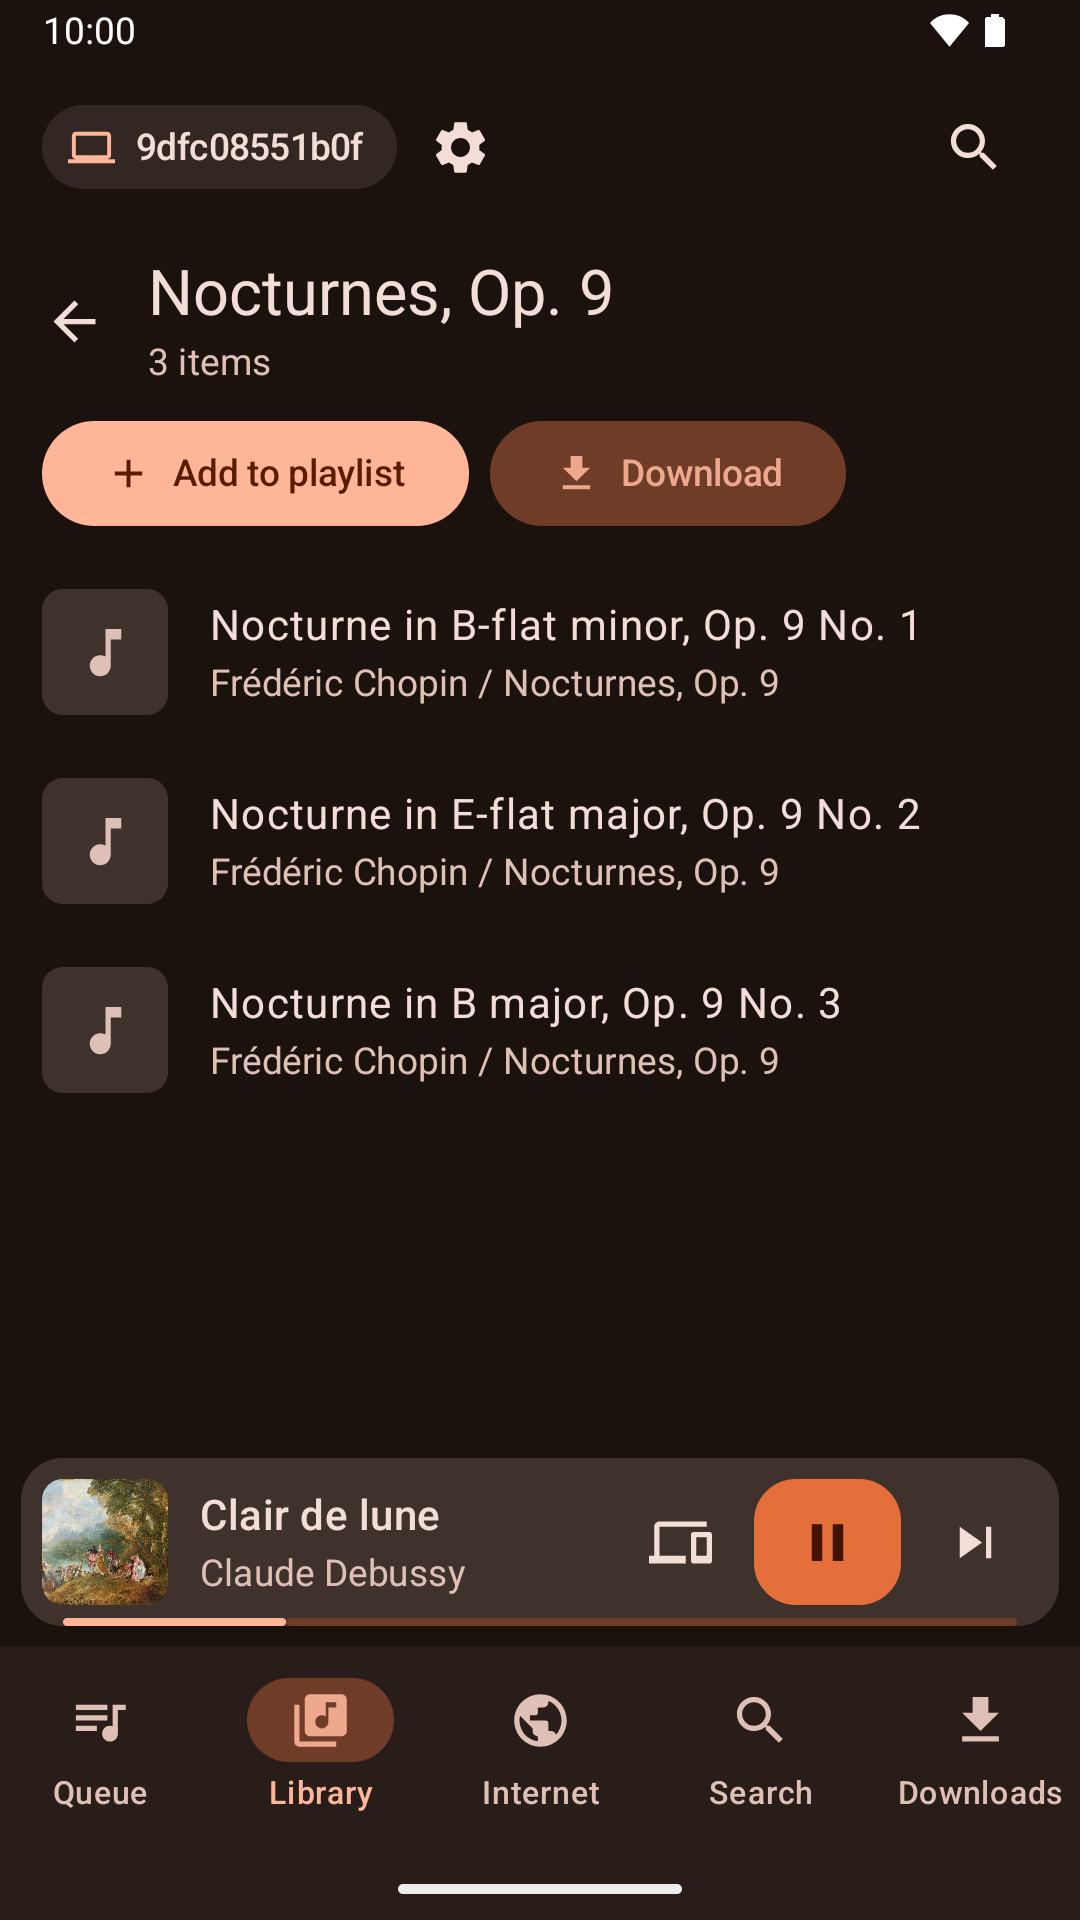 10:00
9dfc08551b0f
Nocturnes, Op. 9
3 items
Add to playlist
Download
Nocturne in B-flat minor, Op. 9 No. 1
Frédéric Chopin / Nocturnes, Op. 9
Nocturne in E-flat major, Op. 9 No. 2
Frédéric Chopin / Nocturnes, Op. 9
Nocturne in B major, Op. 9 No. 3
Frédéric Chopin / Nocturnes, Op. 9
Clair de lune
Claude Debussy
Queue
Library
Internet
Search
Downloads